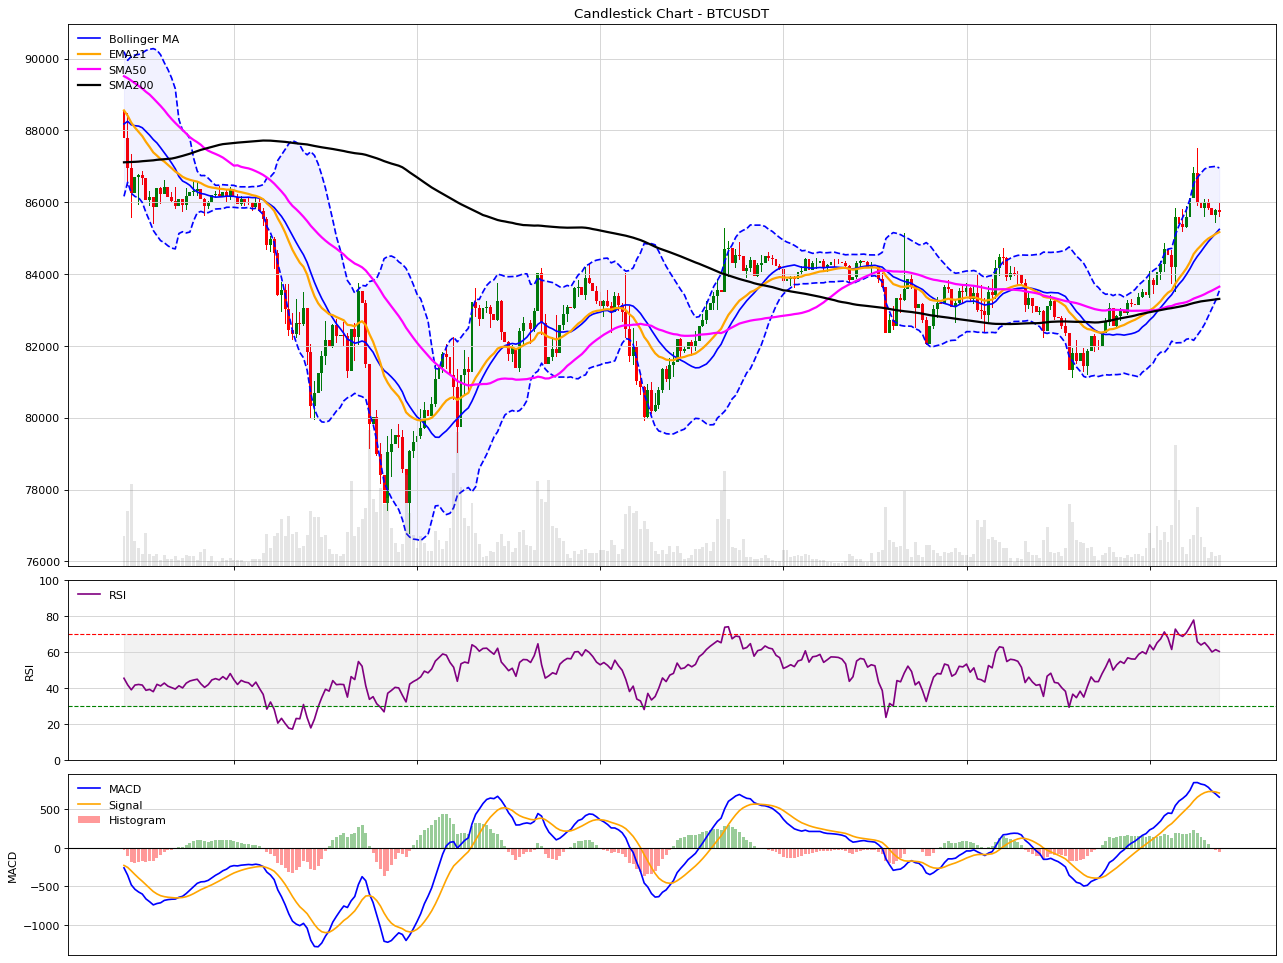 Candlestick Chart - BTCUSDT
Bollinger MA
EMA21
SMA50
SMA200
90000
88000
86000
84000
82000
80000
78000
76000
RSI
100
80
60
40
20
0
RSI
MACD
Signal
Histogram
500
0
−500
−1000
MACD